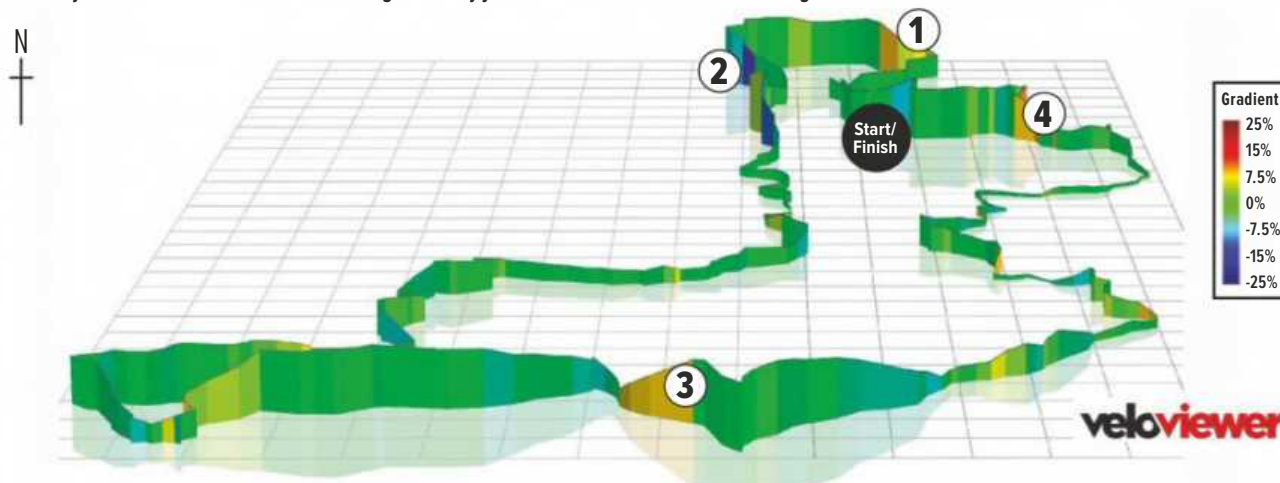 N
1
2
Start/
Finish
4
3
Gradient
25%
15%
7.5%
0%
-7.5%
-15%
-25%
veloviewer